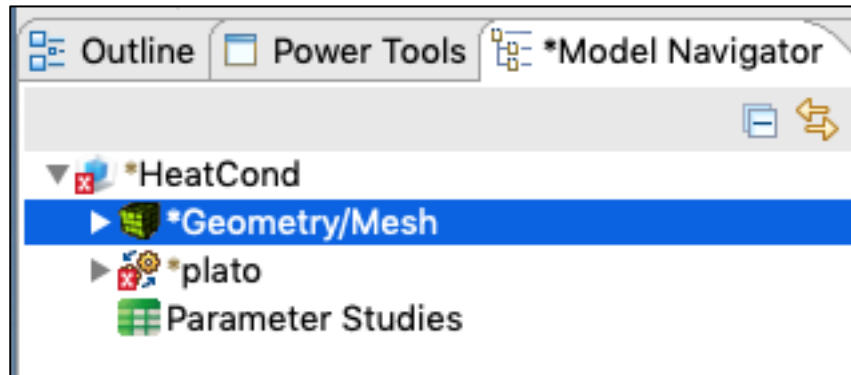 Outline Power Tools *Model Navigator
*HeatCond
*Geometry/Mesh
*plato
Parameter Studies